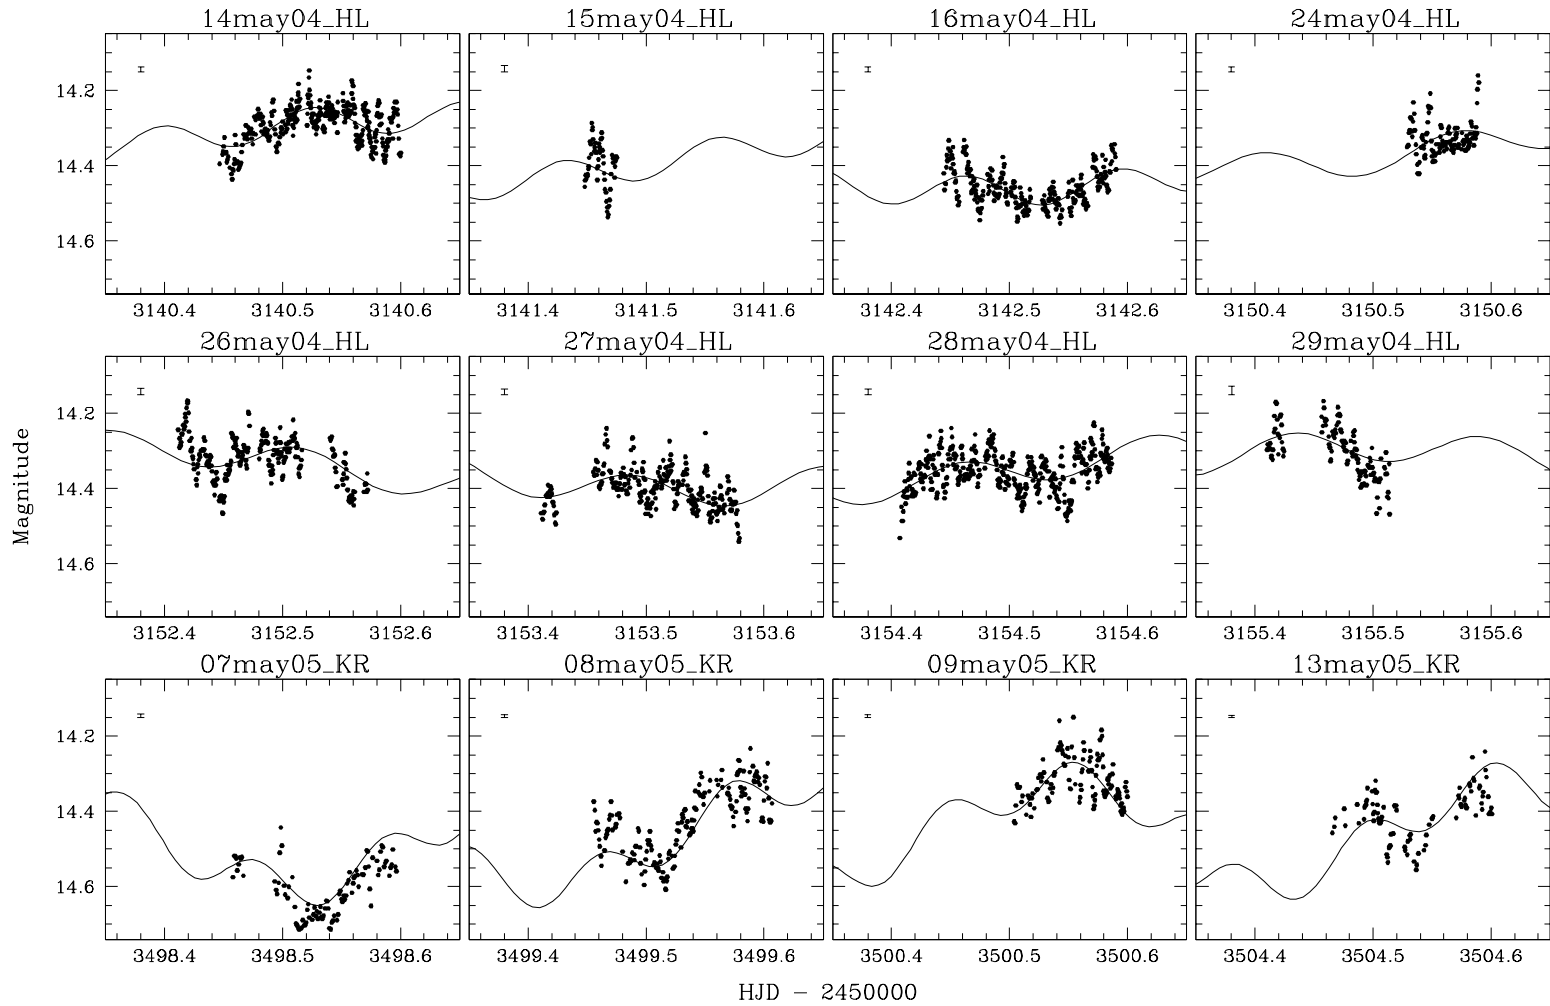 14may04_HL 15may04_HL 16may04_HL 24may04_HL
14.2
14.4
14.6
3140.4 3140.5 3140.6 3141.4 3141.5 3141.6 3142.4 3142.5 3142.6 3150.4 3150.5 3150.6
26may04_HL 27may04_HL 28may04_HL 29may04_HL
14.2
14.4
14.6
Magnitude
3152.4 3152.5 3152.6 3153.4 3153.5 3153.6 3154.4 3154.5 3154.6 3155.4 3155.5 3155.6
07may05_KR 08may05_KR 09may05_KR 13may05_KR
14.2
14.4
14.6
3498.4 3498.5 3498.6 3499.4 3499.5 3499.6 3500.4 3500.5 3500.6 3504.4 3504.5 3504.6
HJD − 2450000